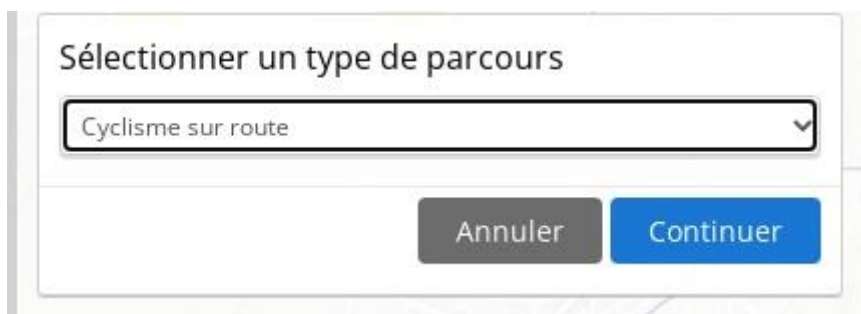 Sélectionner un type de parcours
Cyclisme sur route
Annuler Continuer